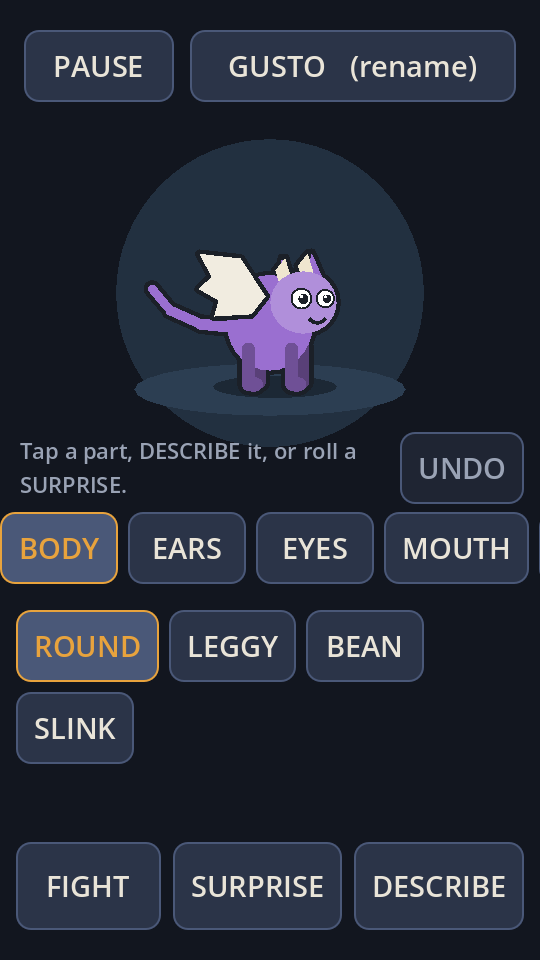 PAUSE
GUSTO (rename)
Tap a part, DESCRIBE it, or roll a
SURPRISE.
UNDO
BODY
EARS
EYES
MOUTH
ROUND
LEGGY
BEAN
SLINK
FIGHT
SURPRISE
DESCRIBE